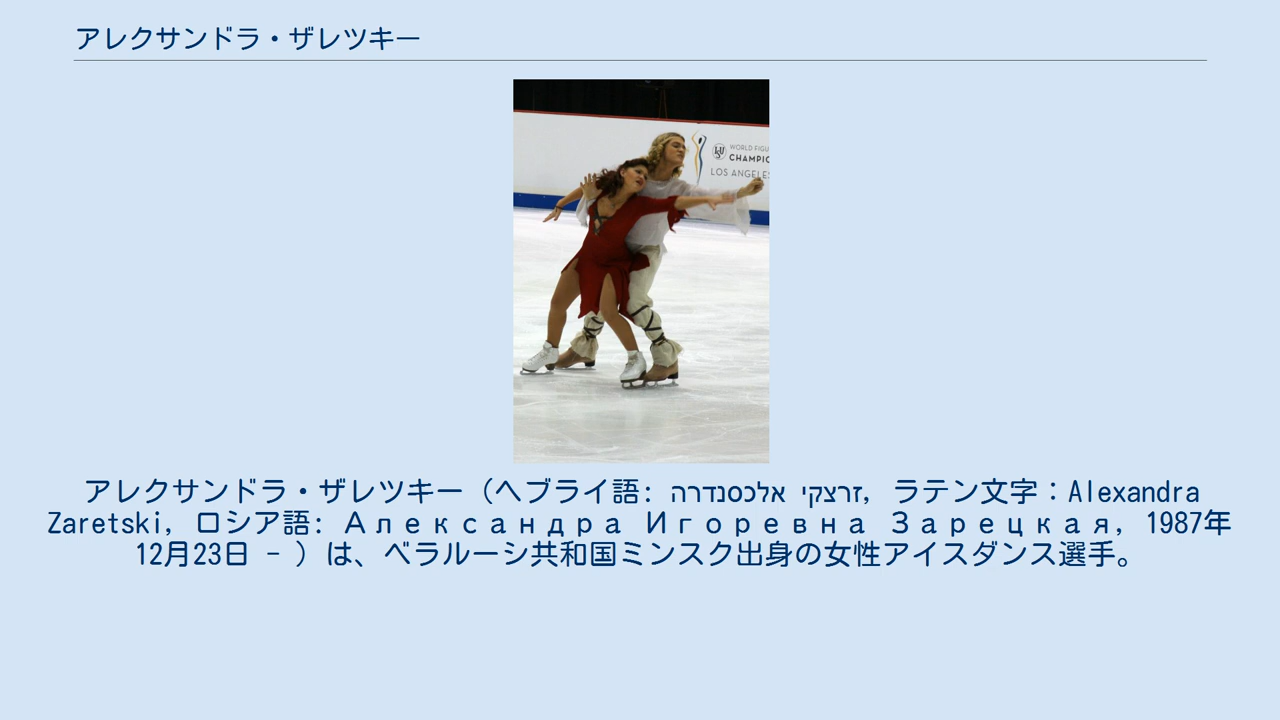 アレクサンドラ・ザレツキー
WORLD FIGU
CHAMPIO
LOS ANGELES
アレクサンドラ・ザレツキー（ヘブライ語: אלכסנדרה זרצקי, ラテン文字：Alexandra
Zaretski, ロシア語: Александра Игоревна Зарецкая, 1987年
12月23日 - ）は、ベラルーシ共和国ミンスク出身の女性アイスダンス選手。